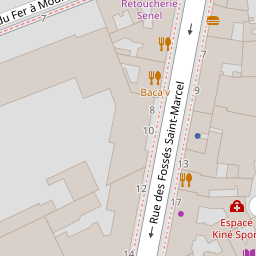 Retoucherie-
Senel
du Fer à Mou
7
Baca
9
8
10
Rue des Fossés Saint-Marcel
13
12
17
Espace
Kiné Spor
14